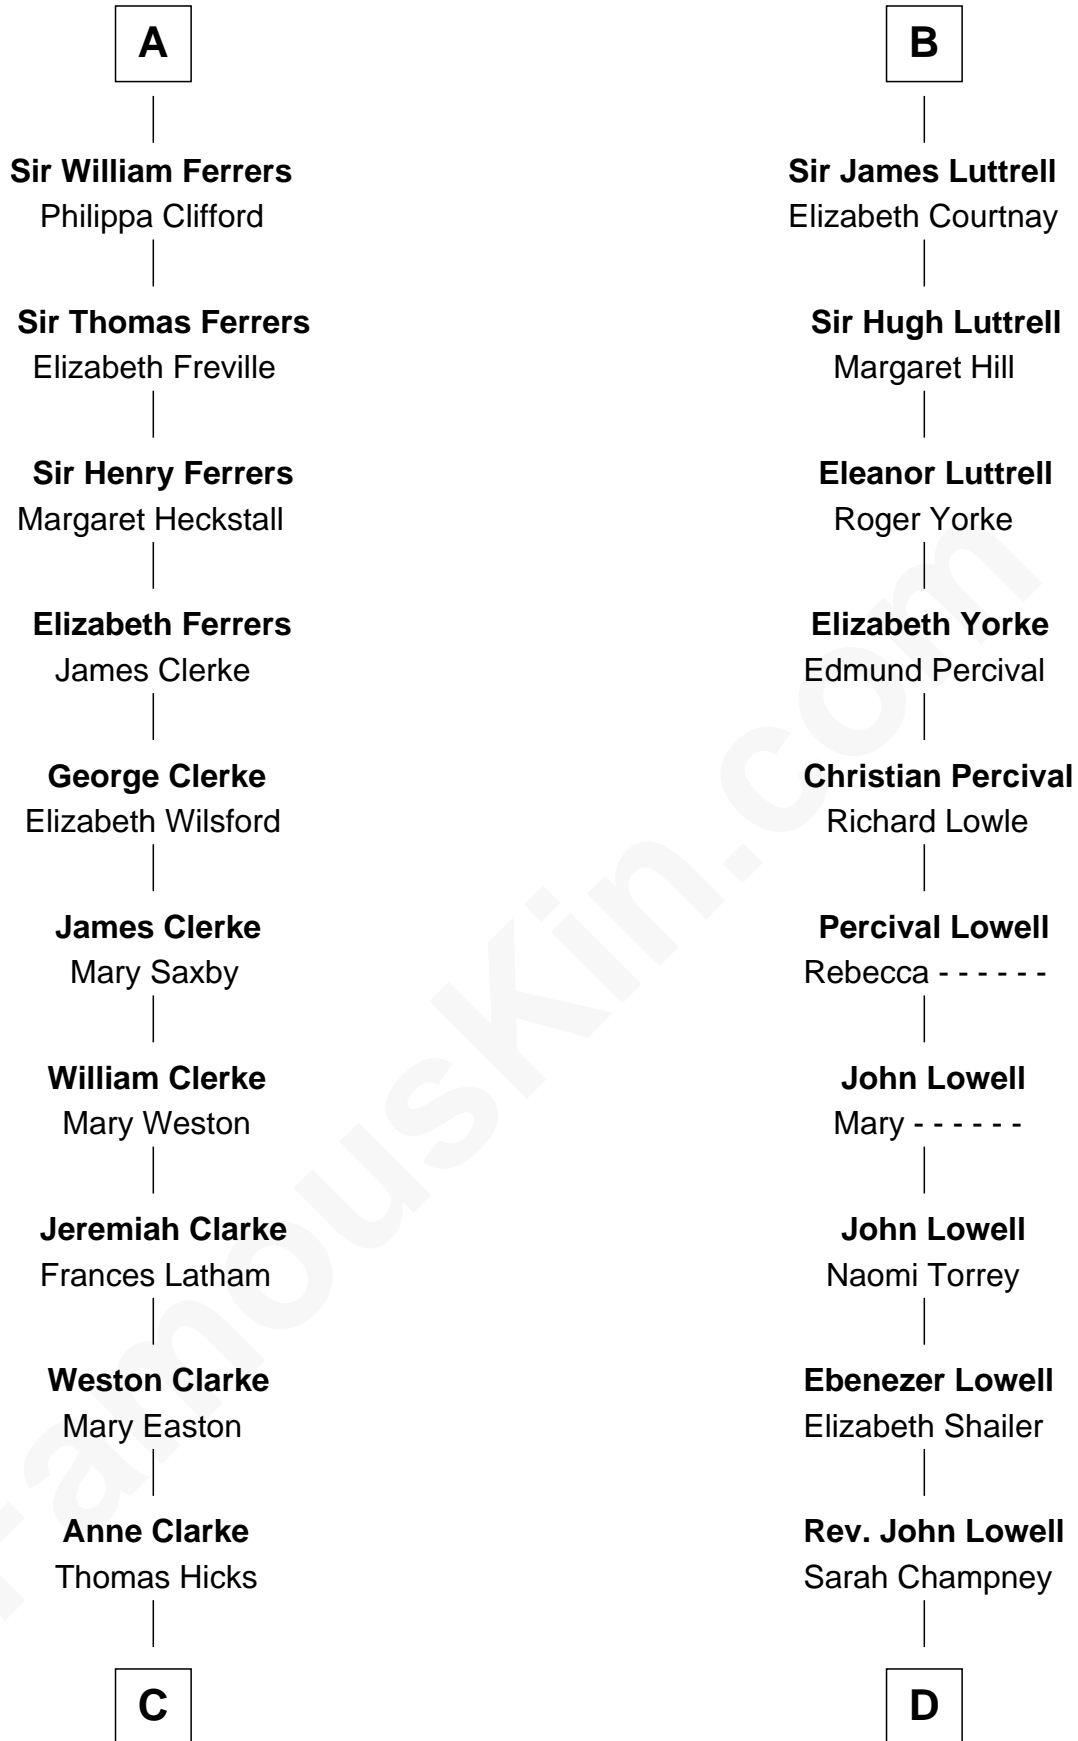 A
Sir William Ferrers
Philippa Clifford
Sir Thomas Ferrers
Elizabeth Freville
Sir Henry Ferrers
Margaret Heckstall
Elizabeth Ferrers
James Clerke
George Clerke
Elizabeth Wilsford
James Clerke
Mary Saxby
William Clerke
Mary Weston
Jeremiah Clarke
Frances Latham
Weston Clarke
Mary Easton
Anne Clarke
Thomas Hicks
C
B
Sir James Luttrell
Elizabeth Courtnay
Sir Hugh Luttrell
Margaret Hill
Eleanor Luttrell
Roger Yorke
Elizabeth Yorke
Edmund Percival
Christian Percival
Richard Lowle
Percival Lowell
Rebecca - - - - - -
John Lowell
Mary - - - - - -
John Lowell
Naomi Torrey
Ebenezer Lowell
Elizabeth Shailer
Rev. John Lowell
Sarah Champney
D
FamousKin.com